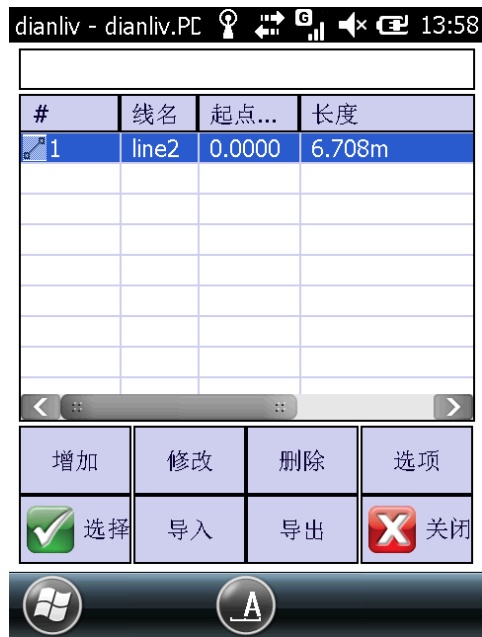 dianliv - dianliv.PD G 13:58
# 线名 起点... 长度
1 line2 0.0000 6.708m
增加 修改 删除 选项
选择 导入 导出 关闭
A